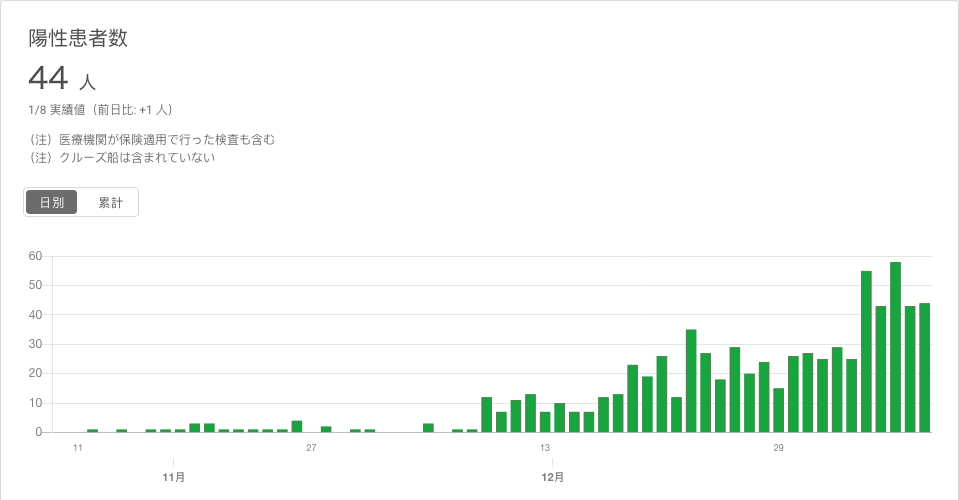 陽性患者数
44 人
1/8 実績値（前日比: +1 人）
（注）医療機関が保険適用で行った検査も含む
（注）クルーズ船は含まれていない
日別 累計
60
50
40
30
20
10
0
11 27 13 29
11月 12月